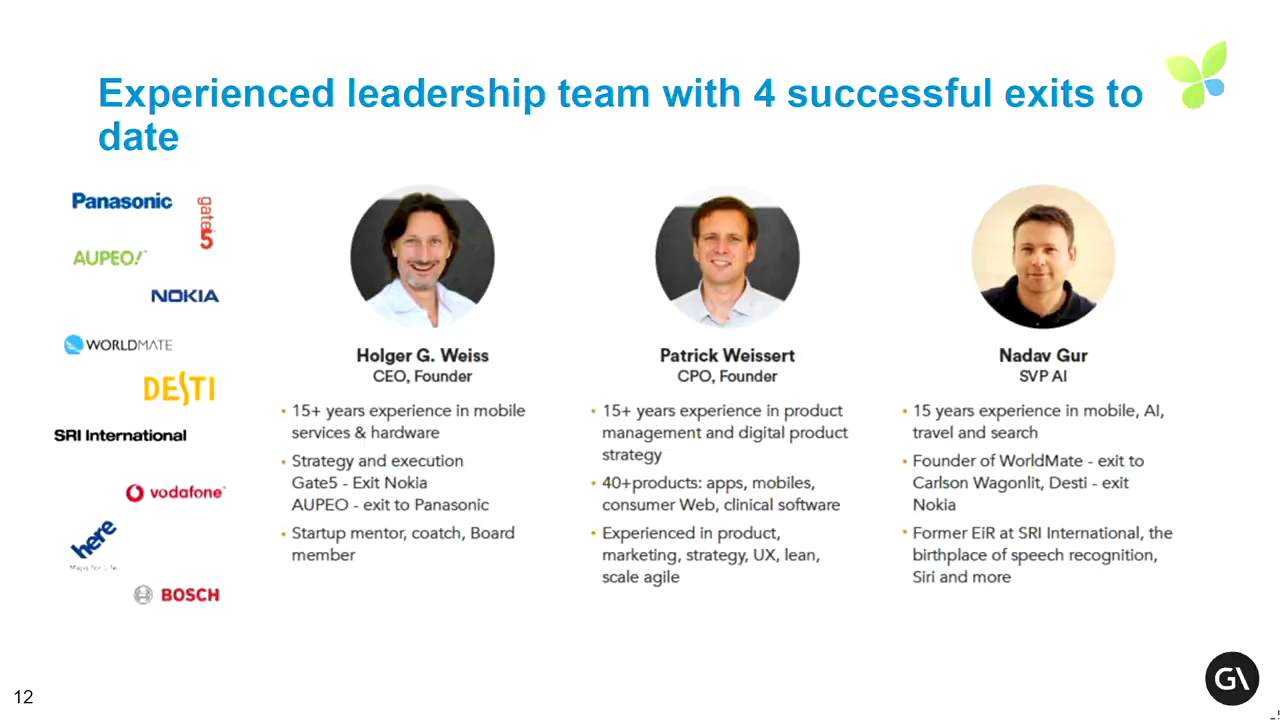 Experienced leadership team with 4 successful exits to
date
Panasonic
gate5
AUPEO!
NOKIA
WORLDMATE
DESTI
SRI International
vodafone
here
Maps for Life
BOSCH
Holger G. Weiss
CEO, Founder
• 15+ years experience in mobile
services & hardware
• Strategy and execution
Gate5 - Exit Nokia
AUPEO - exit to Panasonic
• Startup mentor, coatch, Board
member
Patrick Weissert
CPO, Founder
• 15+ years experience in product
management and digital product
strategy
• 40+products: apps, mobiles,
consumer Web, clinical software
• Experienced in product,
marketing, strategy, UX, lean,
scale agile
Nadav Gur
SVP AI
• 15 years experience in mobile, AI,
travel and search
• Founder of WorldMate - exit to
Carlson Wagonlit, Desti - exit
Nokia
• Former EiR at SRI International, the
birthplace of speech recognition,
Siri and more
12
G\